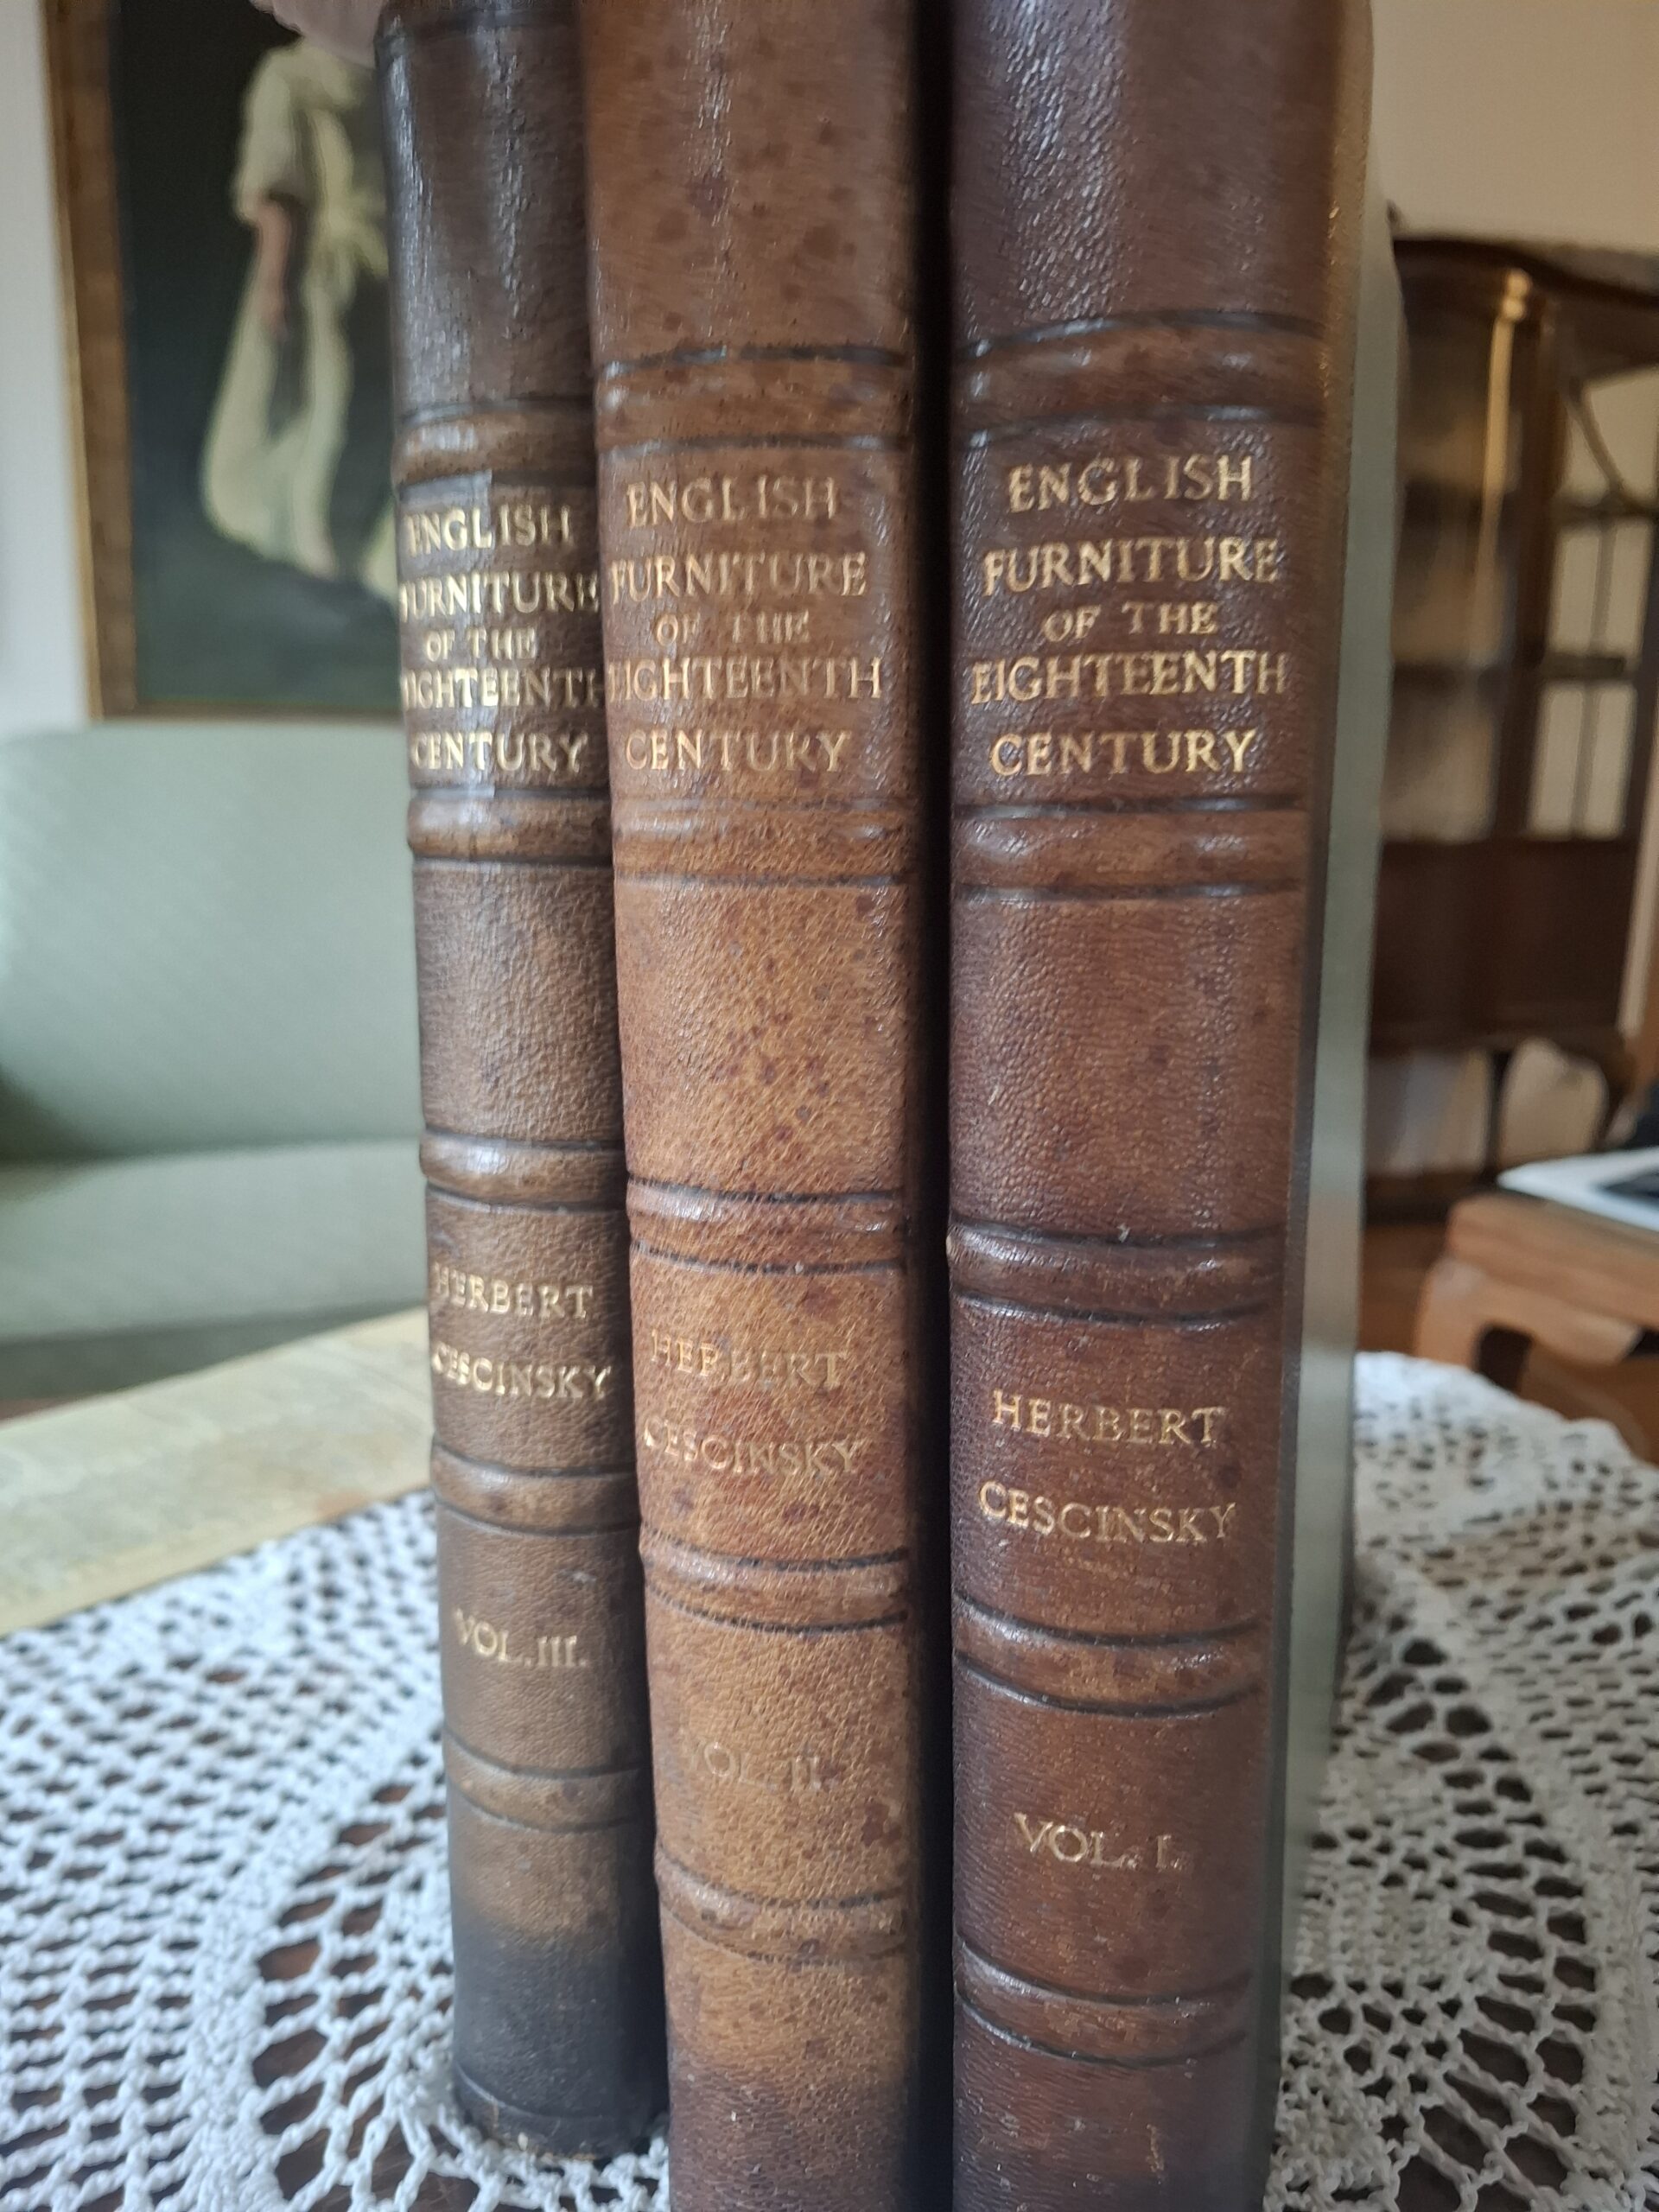 ENGLISH
FURNITURE
OF THE
EIGHTEENTH
CENTURY
HERBERT
CESCINSKY
VOL. III.
ENGLISH
FURNITURE
OF THE
EIGHTEENTH
CENTURY
HERBERT
CESCINSKY
VOL. II.
ENGLISH
FURNITURE
OF THE
EIGHTEENTH
CENTURY
HERBERT
CESCINSKY
VOL. I.